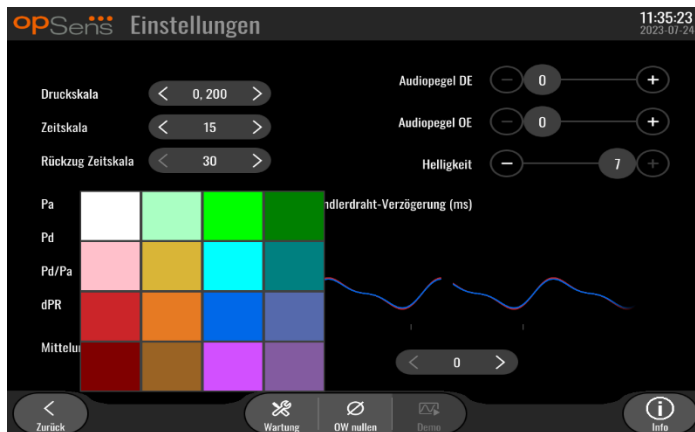 opSens Einstellungen
11:35:23
2023-07-24
Druckskala < 0, 200 >
Audiopegel DE − 0 +
Zeitskala < 15 >
Audiopegel OE − 0 +
Rückzug Zeitskala < 30 >
Helligkeit − 7 +
Pa
Pd
Pd/Pa
dPR
< 0 >
Zurück
Wartung
OW nullen
Demo
Info